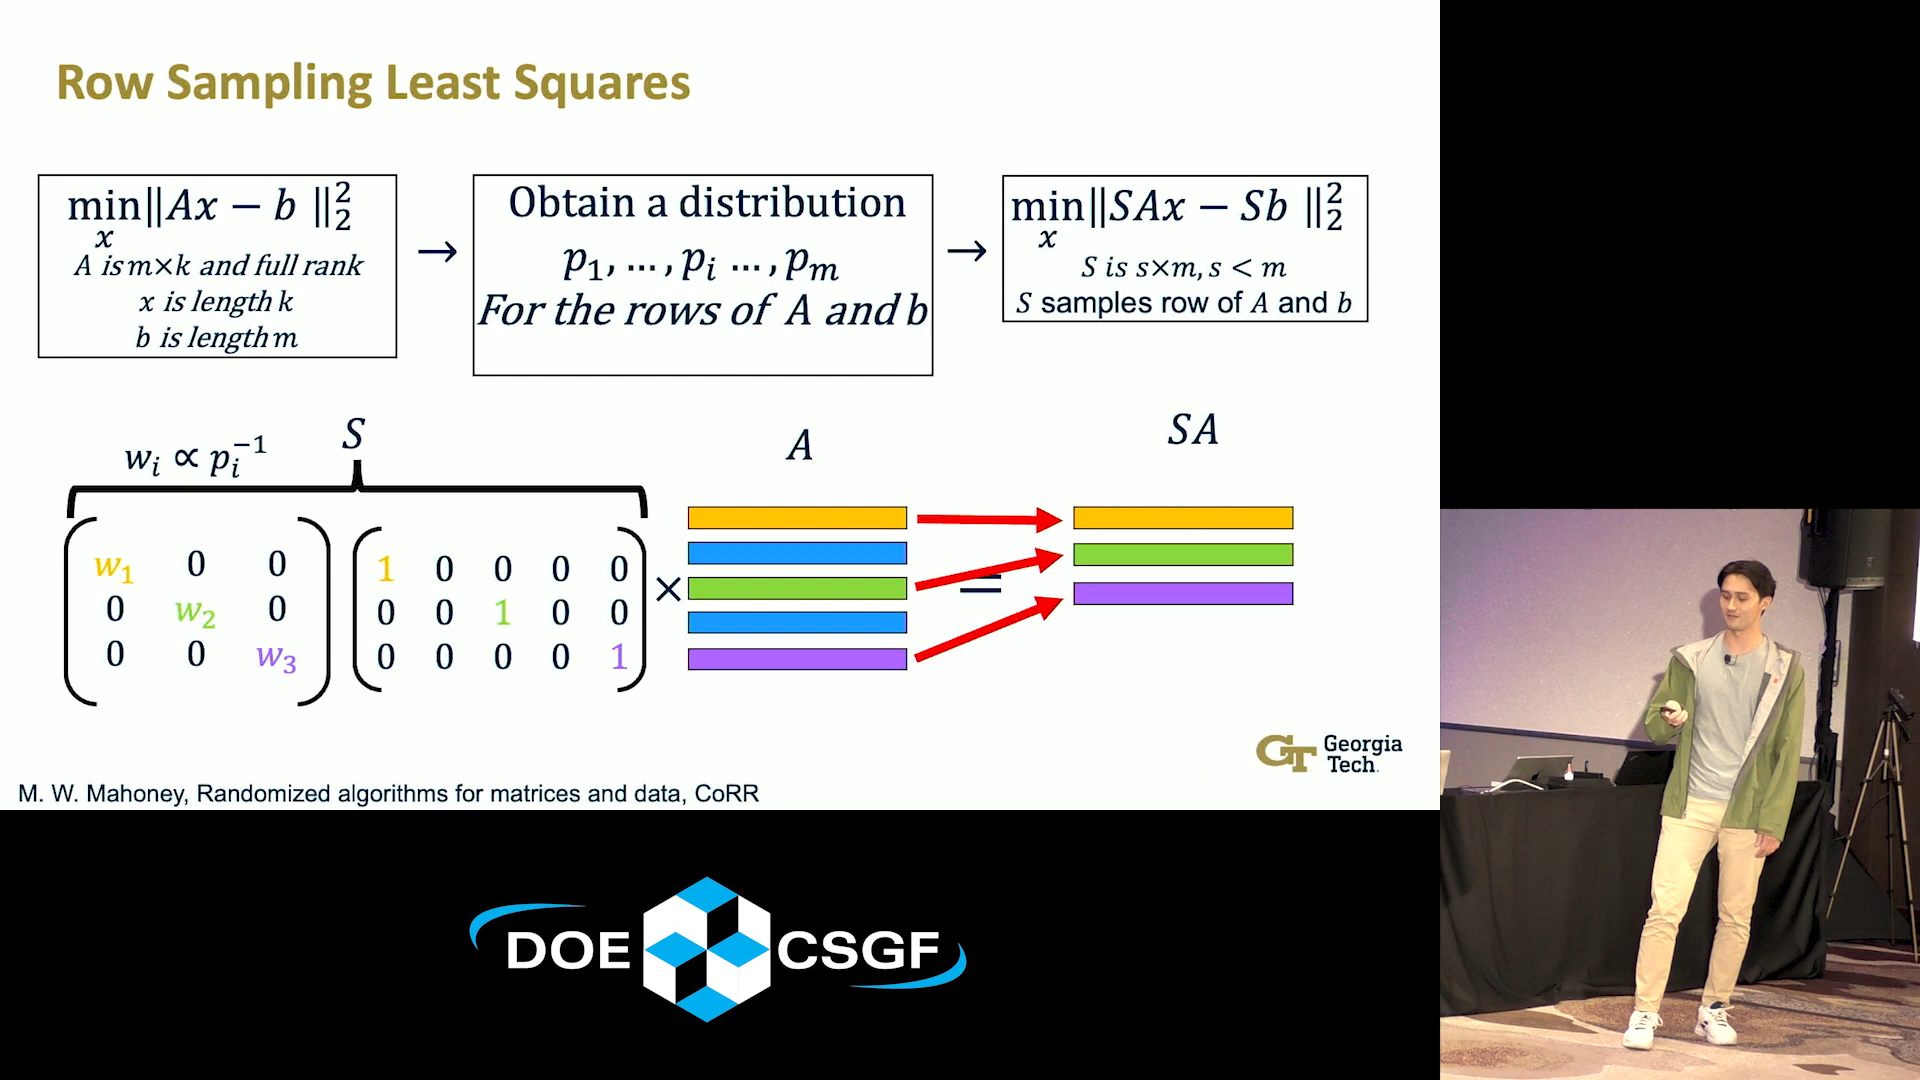 Row Sampling Least Squares
min‖Ax − b ‖₂²
x
A is m×k and full rank
x is length k
b is length m
→
Obtain a distribution
p₁, … , pᵢ … , pₘ
For the rows of A and b
→
min‖SAx − Sb ‖₂²
x
S is s×m, s < m
S samples row of A and b
wᵢ ∝ pᵢ⁻¹
S
A
SA
w₁ 0 0
0 w₂ 0
0 0 w₃
1 0 0 0 0
0 0 1 0 0
0 0 0 0 1
×
=
GT Georgia
Tech.
M. W. Mahoney, Randomized algorithms for matrices and data, CoRR
DOE CSGF